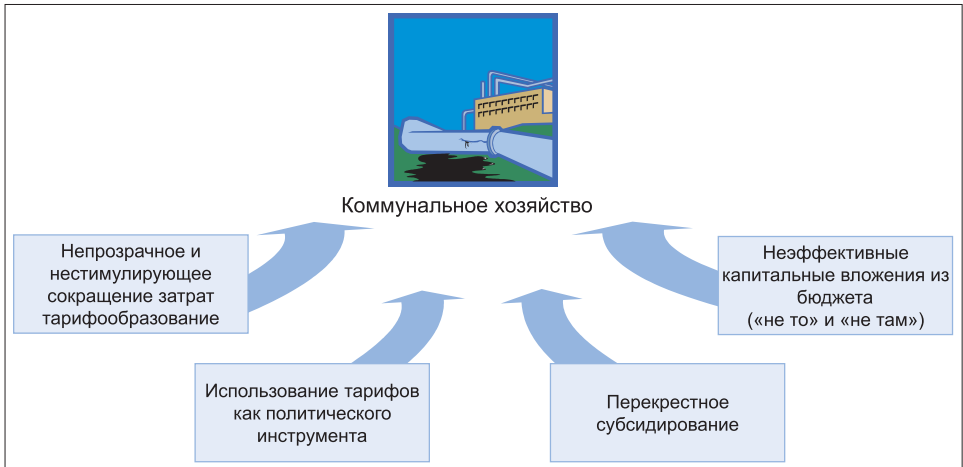 Коммунальное хозяйство
Непрозрачное и
нестимулирующее
сокращение затрат
тарифообразование
Неэффективные
капитальные вложения из
бюджета
(«не то» и «не там»)
Использование тарифов
как политического
инструмента
Перекрестное
субсидирование